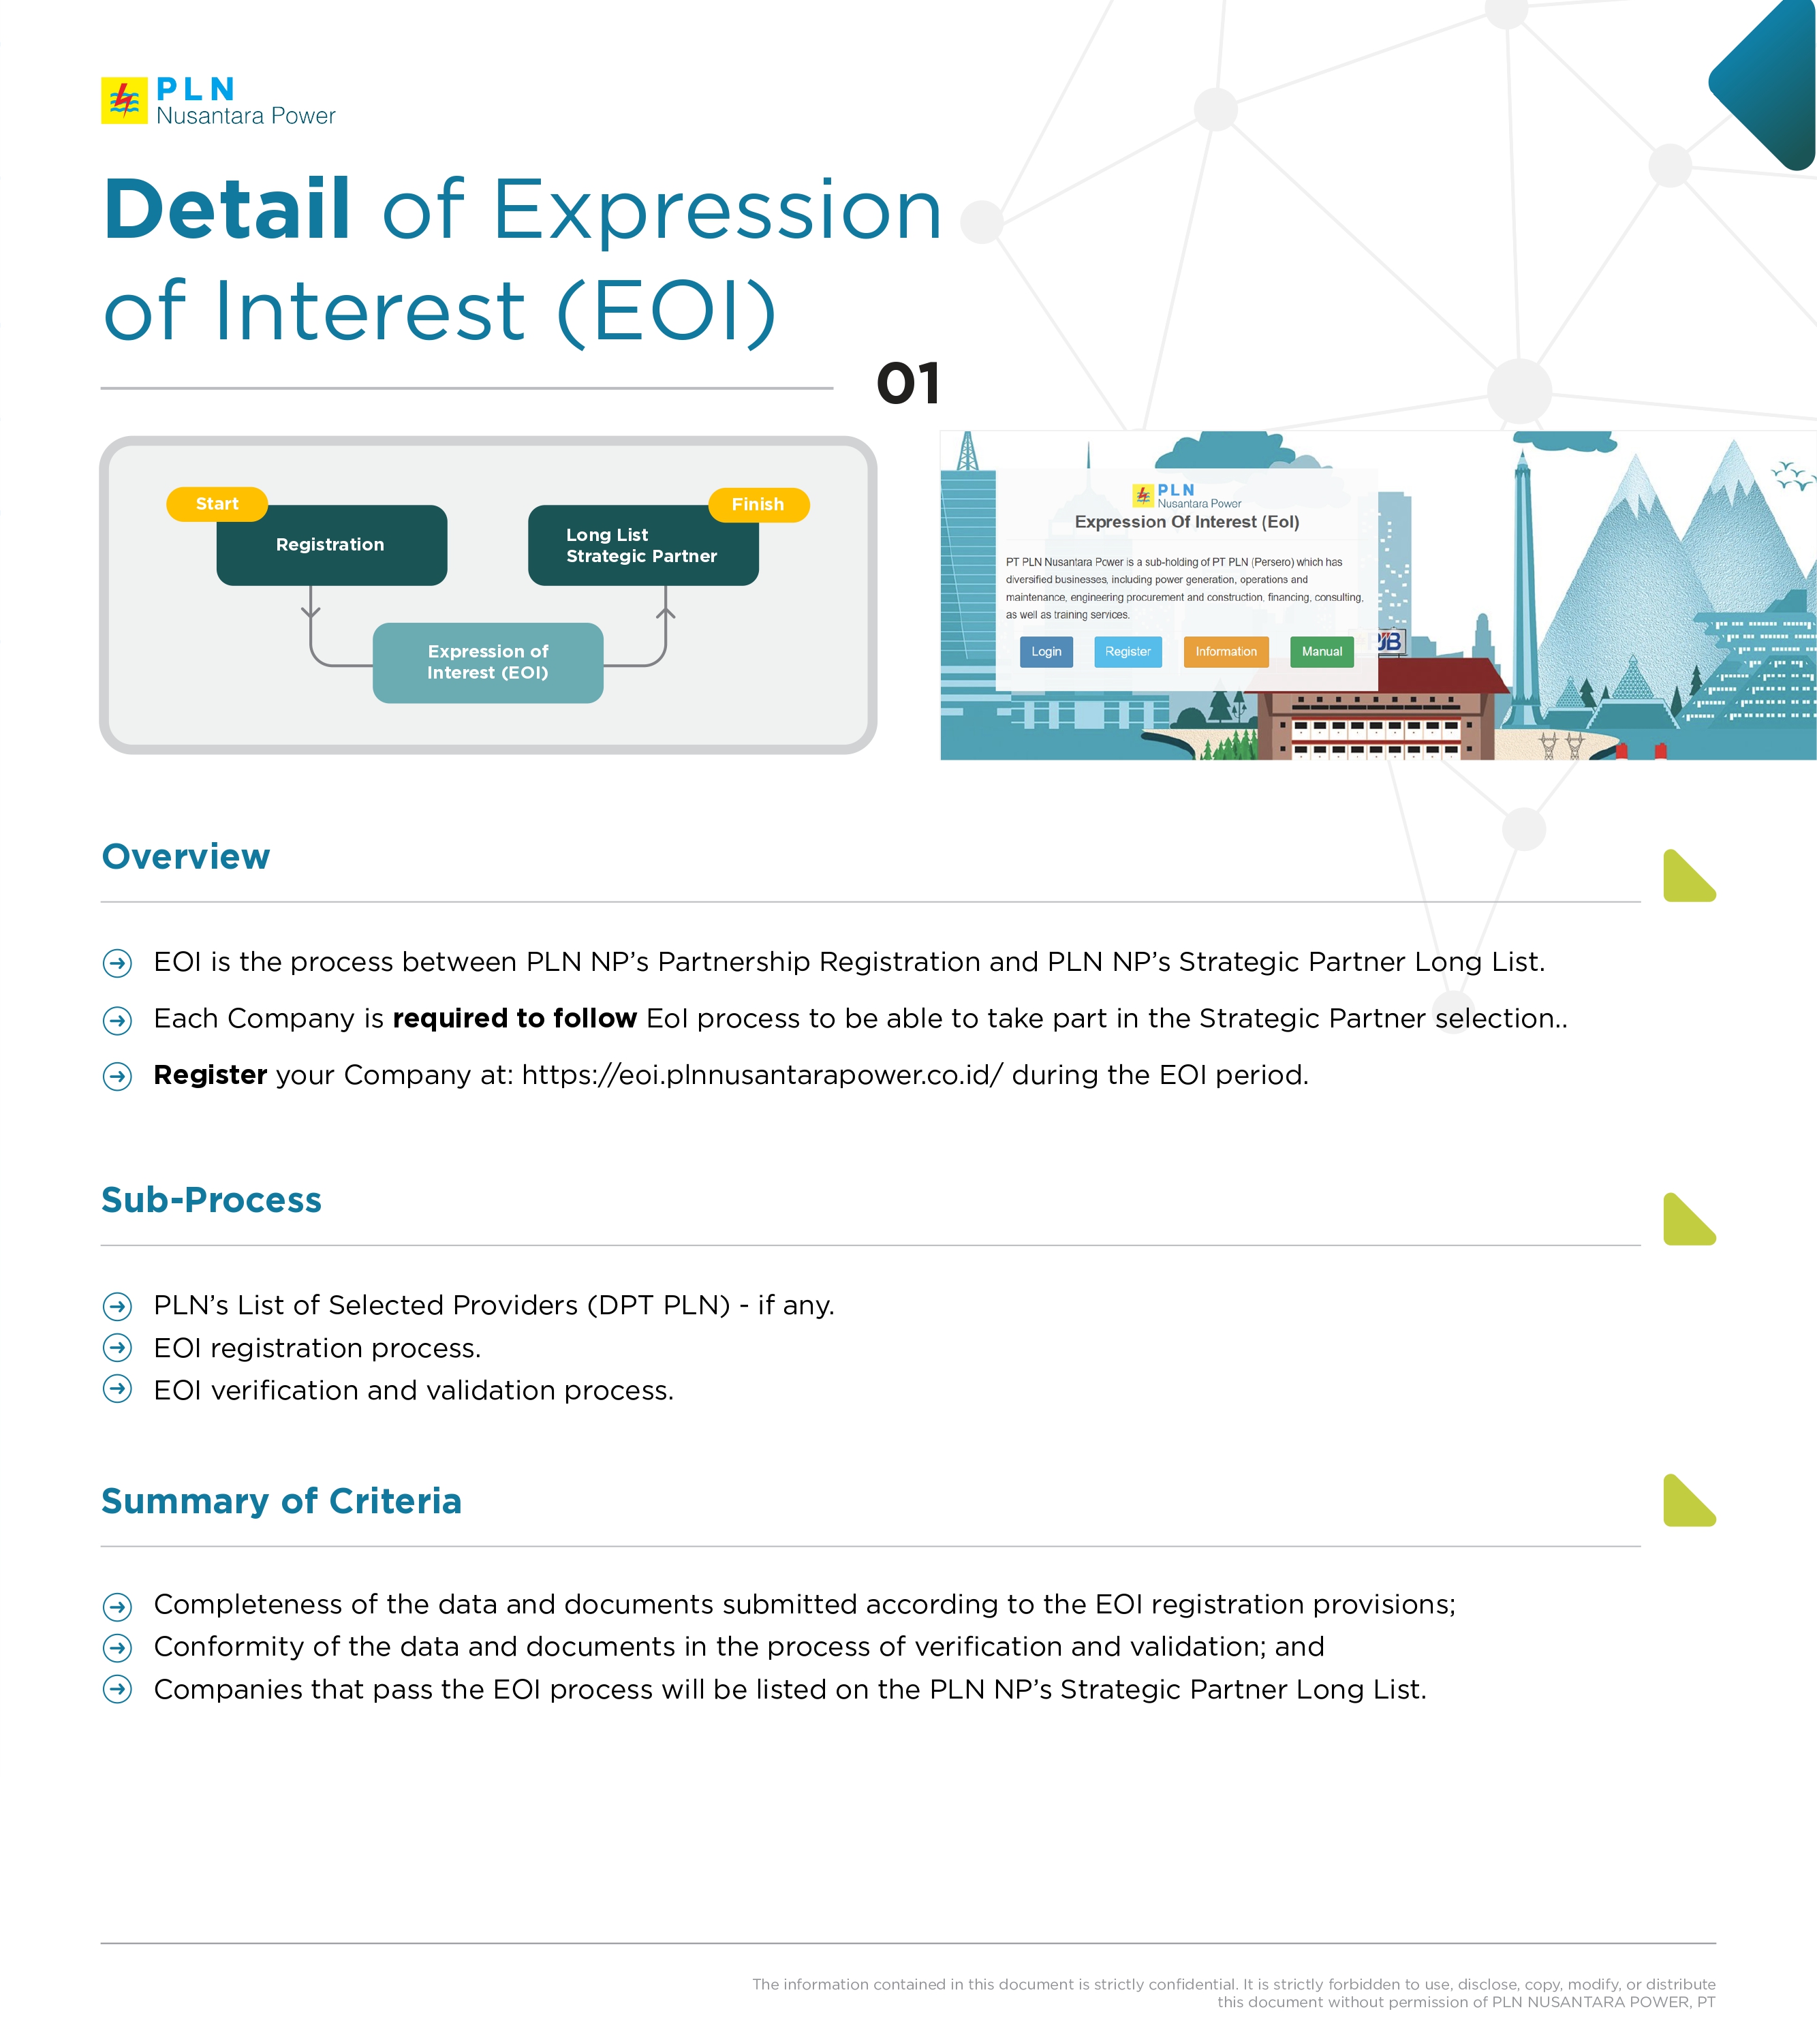 PLN
Nusantara Power
Detail of Expression
of Interest (EOI)
01
Start
Registration
Finish
Long List
Strategic Partner
Expression of
Interest (EOI)
PLN
Nusantara Power
Expression Of Interest (EoI)
PT PLN Nusantara Power is a sub-holding of PT PLN (Persero) which has
diversified businesses, including power generation, operations and
maintenance, engineering procurement and construction, financing, consulting,
as well as training services.
Login Register Information Manual
PJB
Overview
EOI is the process between PLN NP’s Partnership Registration and PLN NP’s Strategic Partner Long List.
Each Company is required to follow EoI process to be able to take part in the Strategic Partner selection..
Register your Company at: https://eoi.plnnusantarapower.co.id/ during the EOI period.
Sub-Process
PLN’s List of Selected Providers (DPT PLN) - if any.
EOI registration process.
EOI verification and validation process.
Summary of Criteria
Completeness of the data and documents submitted according to the EOI registration provisions;
Conformity of the data and documents in the process of verification and validation; and
Companies that pass the EOI process will be listed on the PLN NP’s Strategic Partner Long List.
The information contained in this document is strictly confidential. It is strictly forbidden to use, disclose, copy, modify, or distribute
this document without permission of PLN NUSANTARA POWER, PT